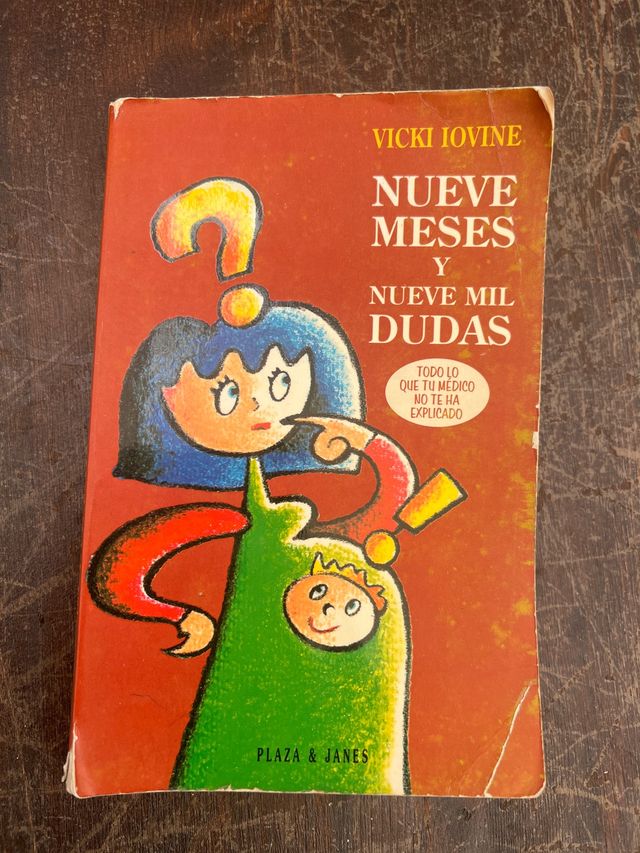 VICKI IOVINE
NUEVE
MESES
Y
NUEVE MIL
DUDAS
TODO LO
QUE TU MÉDICO
NO TE HA
EXPLICADO
PLAZA & JANES